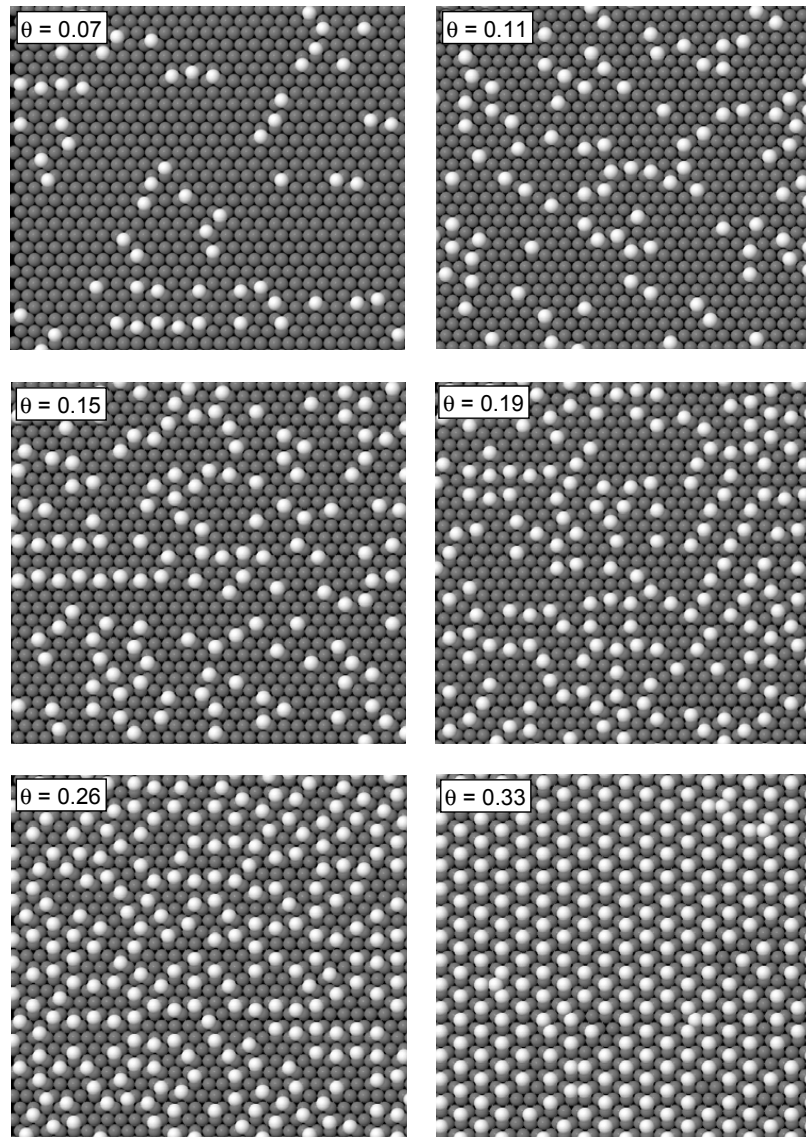 θ = 0.07
θ = 0.11
θ = 0.15
θ = 0.19
θ = 0.26
θ = 0.33